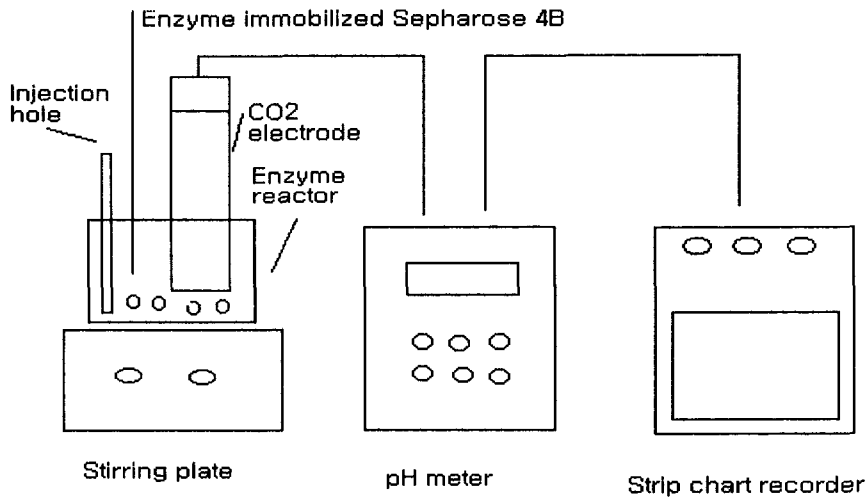 Enzyme immobilized Sepharose 4B
Injection
hole
CO2
electrode
Enzyme
reactor
Stirring plate
pH meter
Strip chart recorder